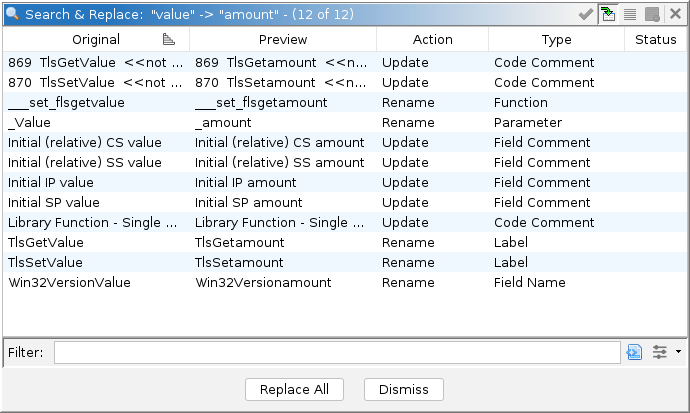 Search & Replace: "value" -> "amount" - (12 of 12)
Original Preview Action Type Status
869 TlsGetValue <<not ... 869 TlsGetamount <<n... Update Code Comment
870 TlsSetValue <<not ... 870 TlsSetamount <<n... Update Code Comment
___set_flsgetvalue ___set_flsgetamount Rename Function
_Value _amount Rename Parameter
Initial (relative) CS value Initial (relative) CS amount Update Field Comment
Initial (relative) SS value Initial (relative) SS amount Update Field Comment
Initial IP value Initial IP amount Update Field Comment
Initial SP value Initial SP amount Update Field Comment
Library Function - Single ... Library Function - Single ... Update Code Comment
TlsGetValue TlsGetamount Rename Label
TlsSetValue TlsSetamount Rename Label
Win32VersionValue Win32Versionamount Rename Field Name
Filter:
Replace All Dismiss